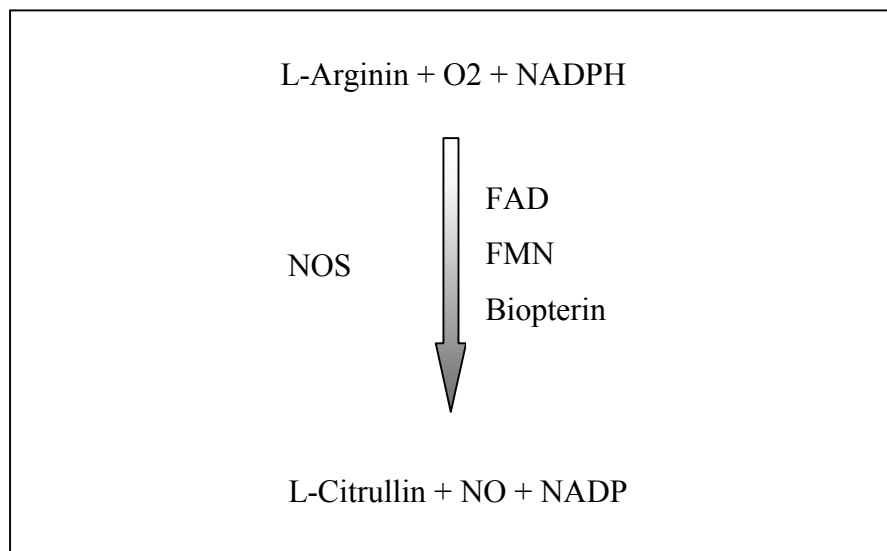 L-Arginin + O2 + NADPH
FAD
NOS
FMN
Biopterin
L-Citrullin + NO + NADP